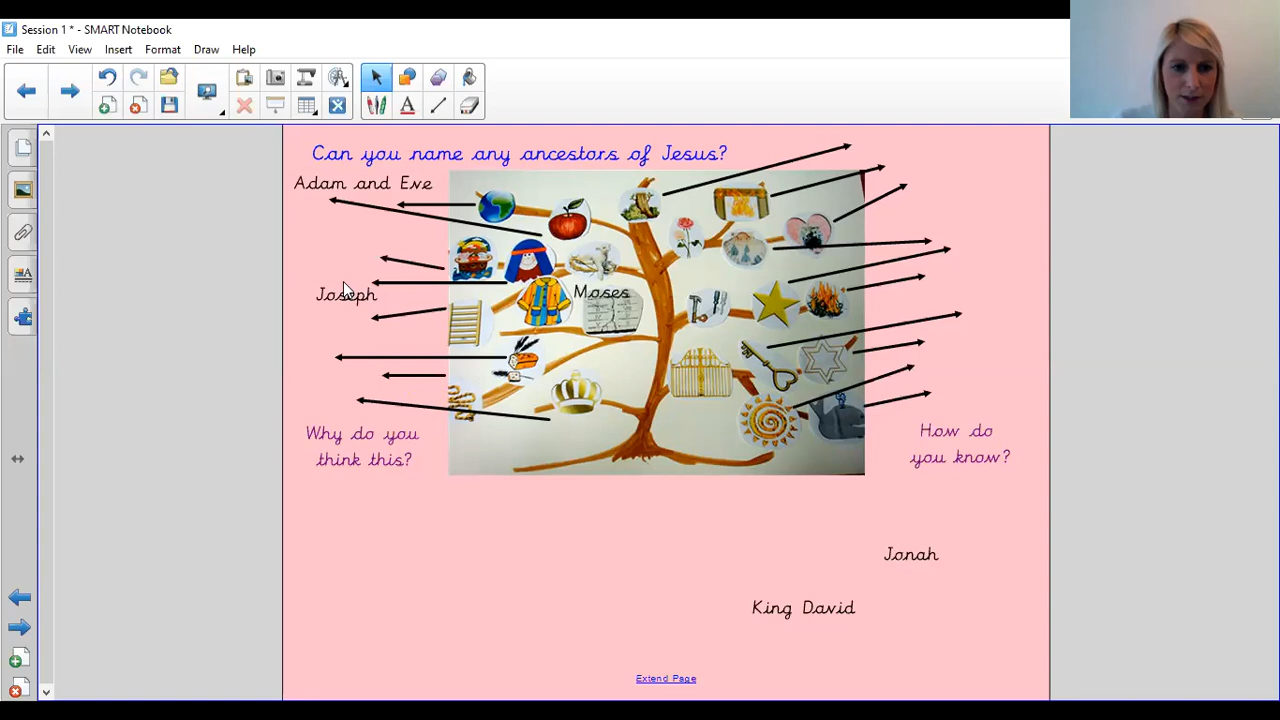 Session 1 * - SMART Notebook
File Edit View Insert Format Draw Help
Can you name any ancestors of Jesus?
Adam and Eve
Joseph
Moses
Why do you
think this?
How do
you know?
Jonah
King David
Extend Page